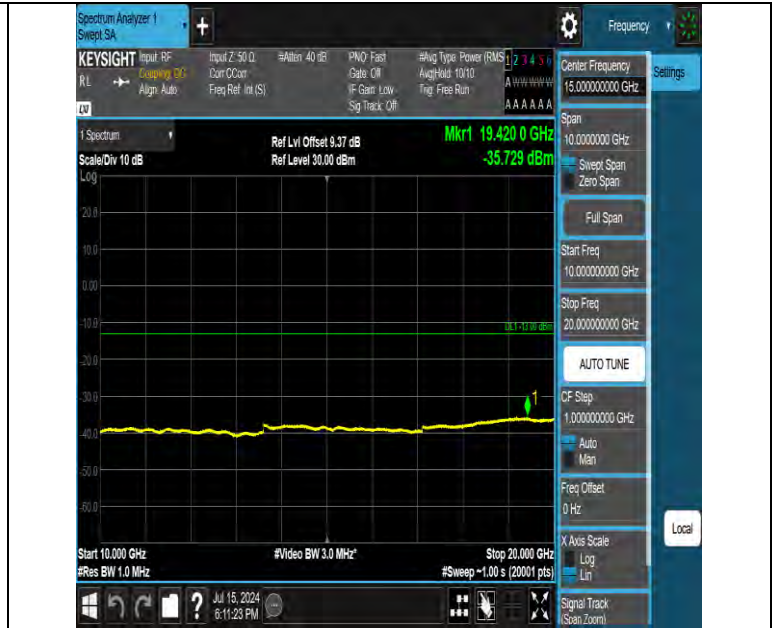 Spectrum Analyzer 1
Swept SA
+
Frequency
KEYSIGHT
RL
LV
Input: RF
Coupling: DC
Align: Auto
Input Z: 50 Ω
Corr CCorr
Freq Ref: Int (S)
#Atten: 40 dB
PNO: Fast
Gate: Off
IF Gain: Low
Sig Track: Off
#Avg Type: Power (RMS
Avg|Hold: 10/10
Trig: Free Run
1 2 3 4 5 6
A W W W W W
A A A A A A
1 Spectrum
Scale/Div 10 dB
Log
Ref Lvl Offset 9.37 dB
Ref Level 30.00 dBm
Mkr1 19.420 0 GHz
-35.729 dBm
20.0
10.0
0.00
-10.0
-20.0
-30.0
-40.0
-50.0
-60.0
DL1 -13.00 dBm
1
Start 10.000 GHz
#Res BW 1.0 MHz
#Video BW 3.0 MHz*
Stop 20.000 GHz
#Sweep ~1.00 s (20001 pts)
Center Frequency
15.000000000 GHz
Settings
Span
10.0000000 GHz
Swept Span
Zero Span
Full Span
Start Freq
10.000000000 GHz
Stop Freq
20.000000000 GHz
AUTO TUNE
CF Step
1.000000000 GHz
Auto
Man
Freq Offset
0 Hz
X Axis Scale
Log
Lin
Signal Track
(Span Zoom)
Local
?
Jul 15, 2024
6:11:23 PM